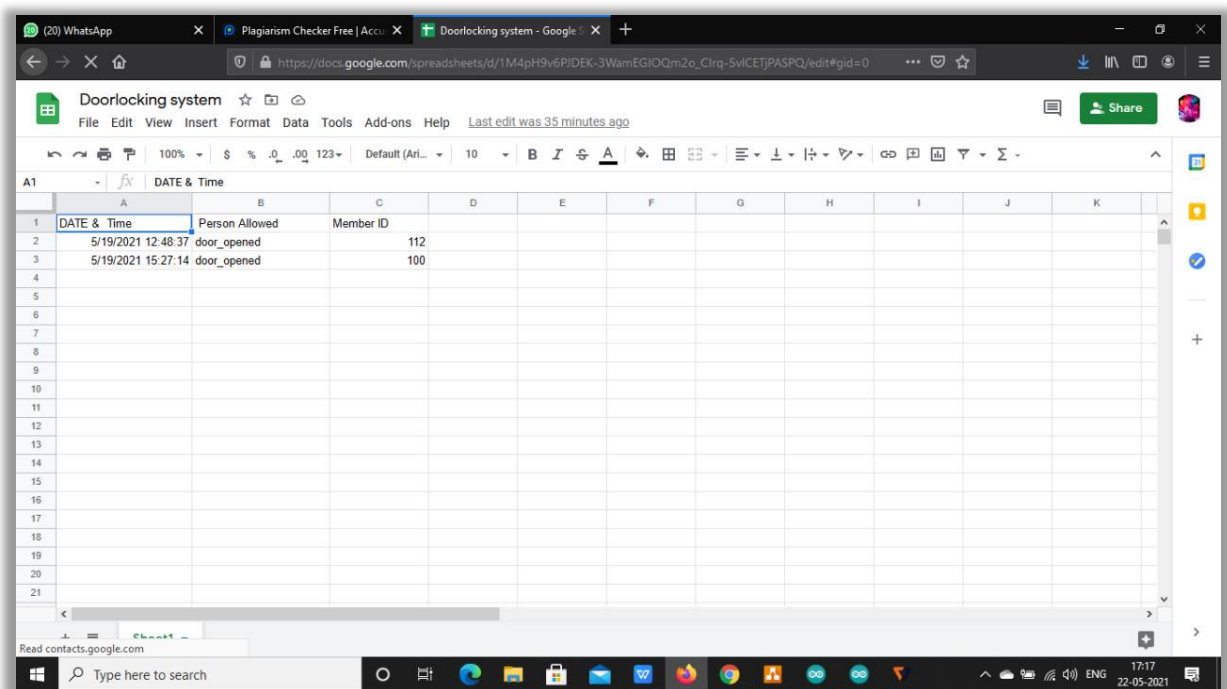 (20) WhatsApp
Plagiarism Checker Free | Accu
Doorlocking system - Google S
https://docs.google.com/spreadsheets/d/1M4pH9v6PJDEK-3WamEGIOQm2o_CIrq-5vlCETjPASPQ/edit#gid=0
Doorlocking system
Share
File Edit View Insert Format Data Tools Add-ons Help Last edit was 35 minutes ago
100% $ % .0 .00 123 Default (Ari... 10 B I S A
A1 fx DATE & Time
A B C D E F G H I J K
1 DATE & Time Person Allowed Member ID
2 5/19/2021 12:48:37 door_opened 112
3 5/19/2021 15:27:14 door_opened 100
4
5
6
7
8
9
10
11
12
13
14
15
16
17
18
19
20
21
Sheet1
Read contacts.google.com
Type here to search
ENG
17:17
22-05-2021